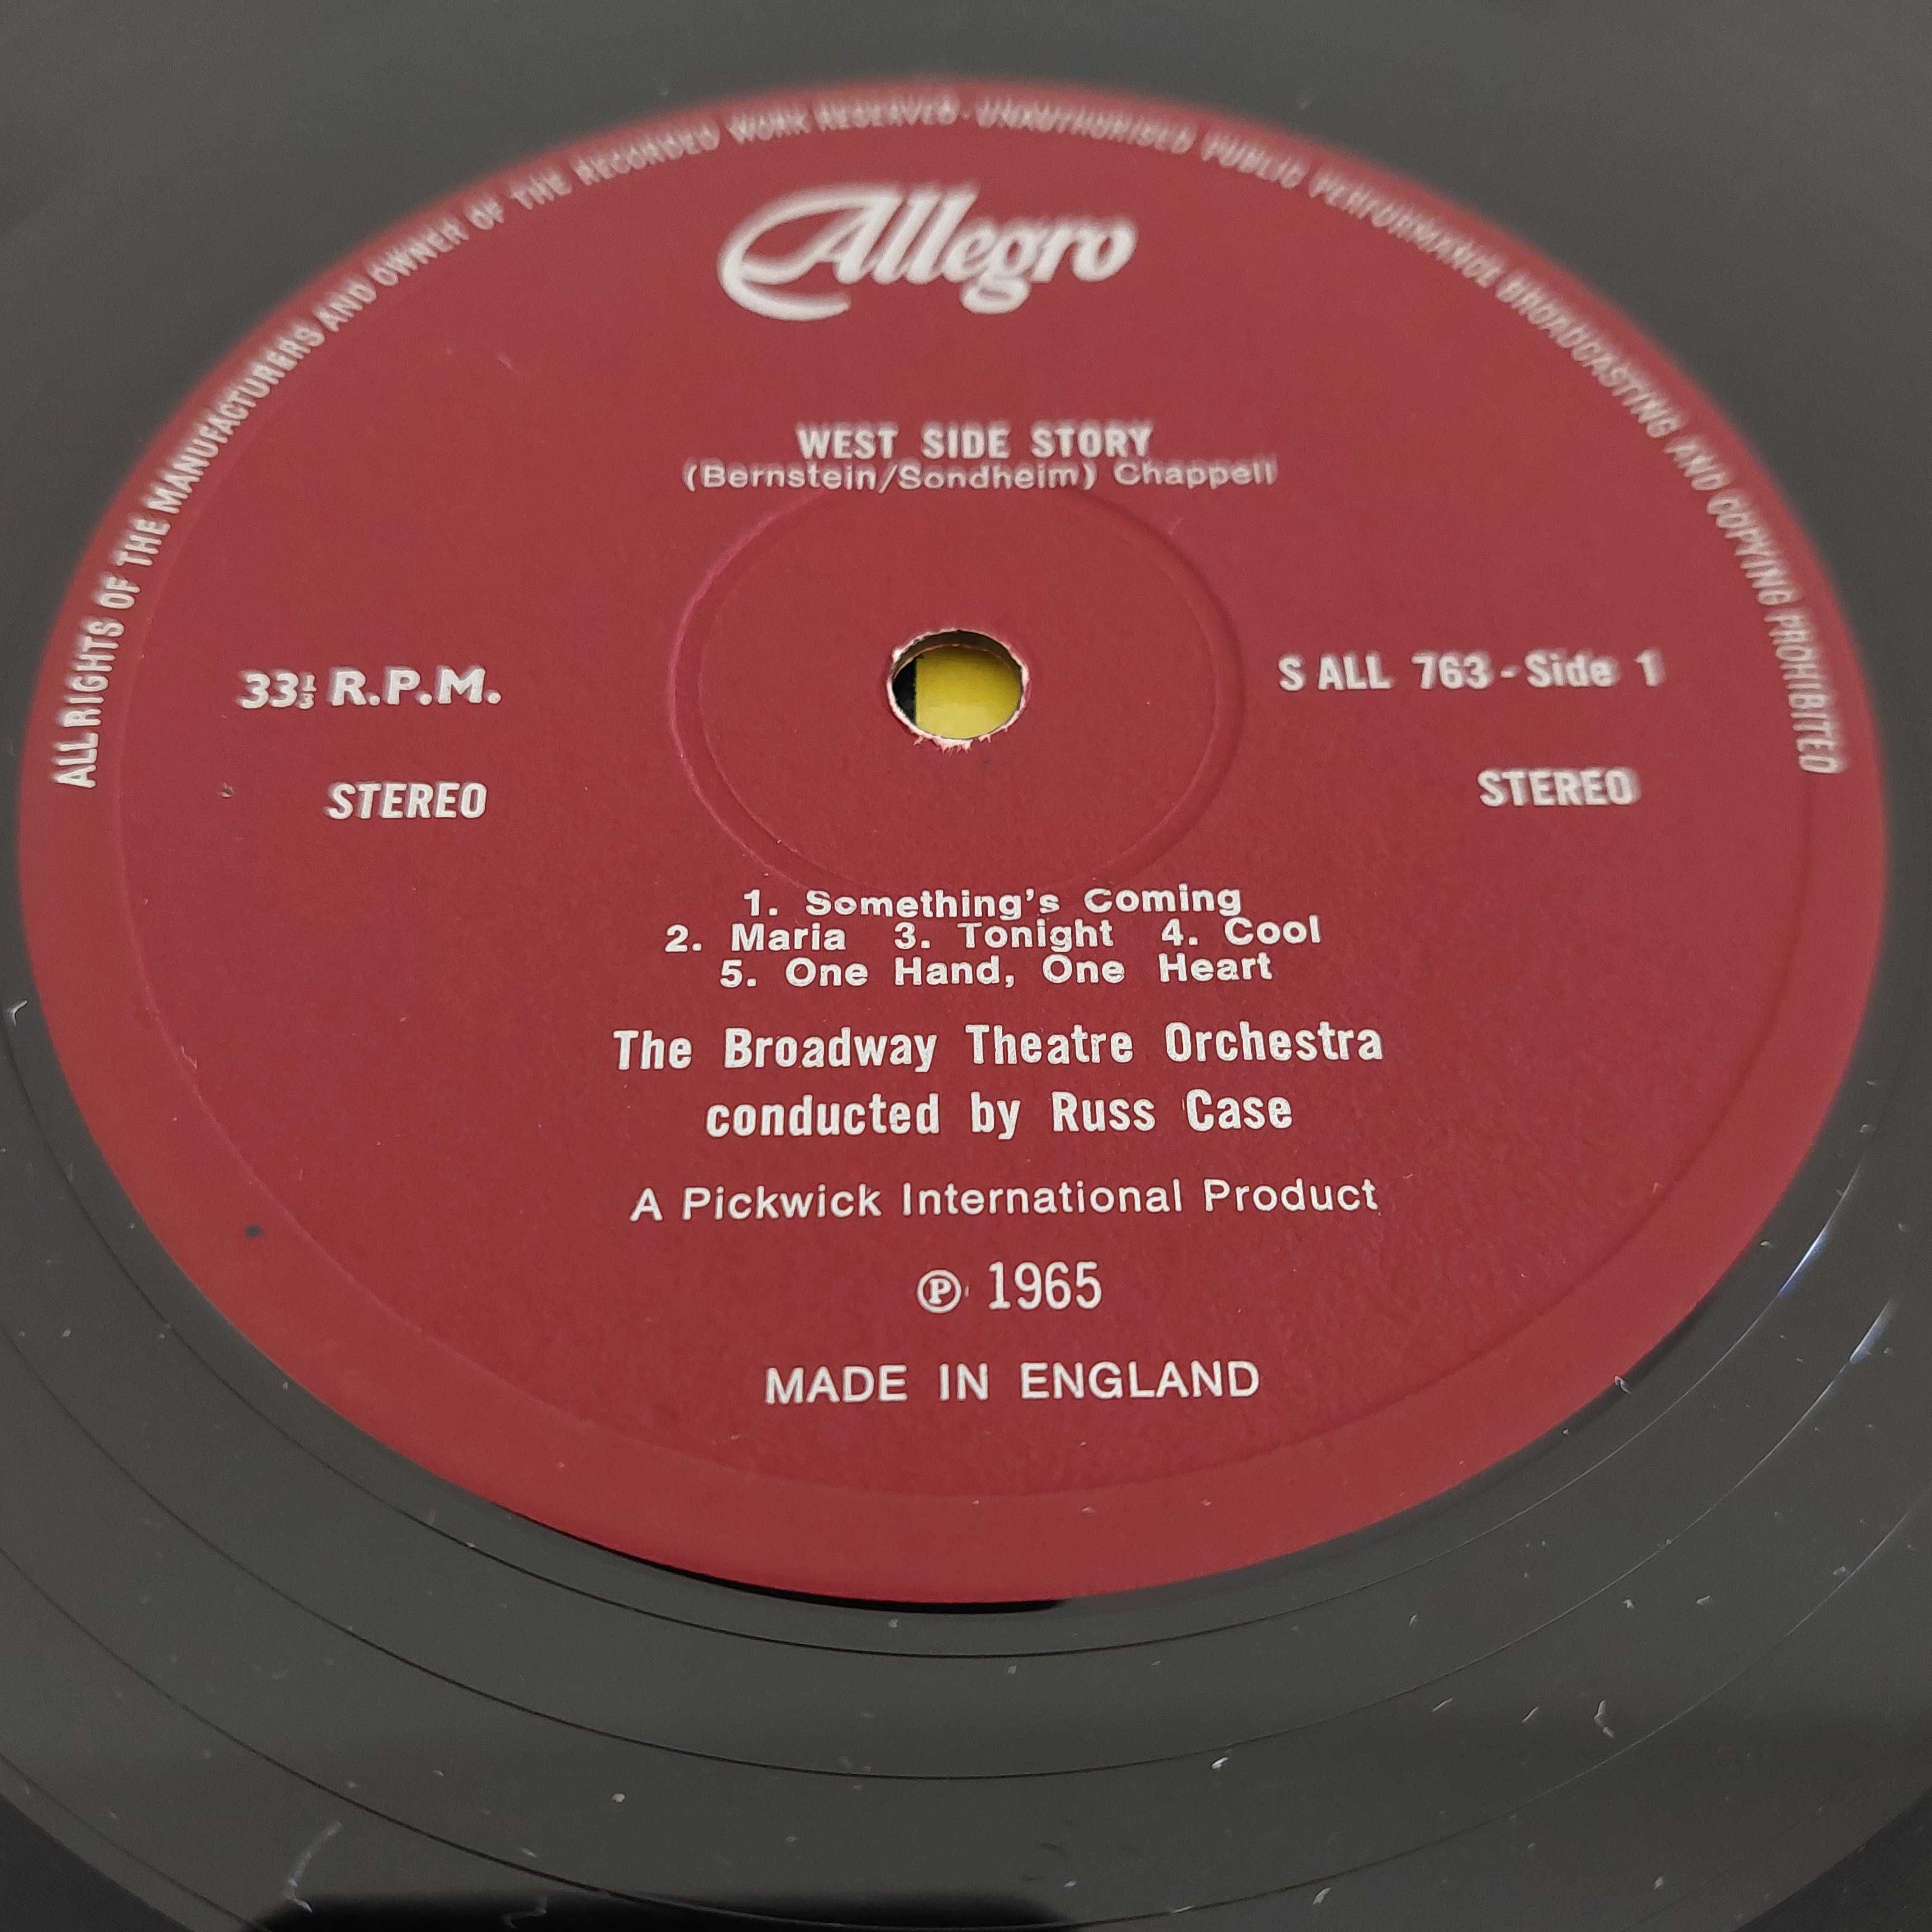 ALL RIGHTS OF THE MANUFACTURERS AND OWNER OF THE RECORDED WORK RESERVED · UNAUTHORISED PUBLIC PERFORMANCE BROADCASTING AND COPYING PROHIBITED
Allegro
WEST SIDE STORY
(Bernstein/Sondheim) Chappell
33⅓ R.P.M.
S ALL 763 - Side 1
STEREO
STEREO
1. Something's Coming
2. Maria 3. Tonight 4. Cool
5. One Hand, One Heart
The Broadway Theatre Orchestra
conducted by Russ Case
A Pickwick International Product
℗ 1965
MADE IN ENGLAND